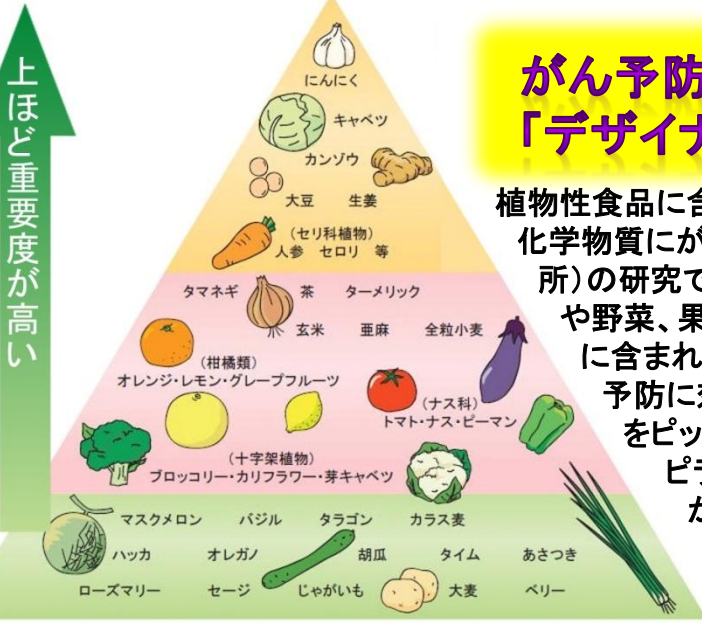 上ほど重要度が高い
がん予防
「デザイナ
植物性食品に含
化学物質にが
所）の研究で
や野菜、果
に含まれ
予防に効
をピッ
ピラ
か
にんにく
キャベツ
カンゾウ
大豆 生姜
（セリ科植物）
人参 セロリ 等
タマネギ 茶 ターメリック
玄米 亜麻 全粒小麦
（柑橘類）
オレンジ・レモン・グレープフルーツ
（ナス科）
トマト・ナス・ピーマン
（十字架植物）
ブロッコリー・カリフラワー・芽キャベツ
マスクメロン バジル タラゴン カラス麦
ハッカ オレガノ 胡瓜 タイム あさつき
ローズマリー セージ じゃがいも 大麦 ベリー